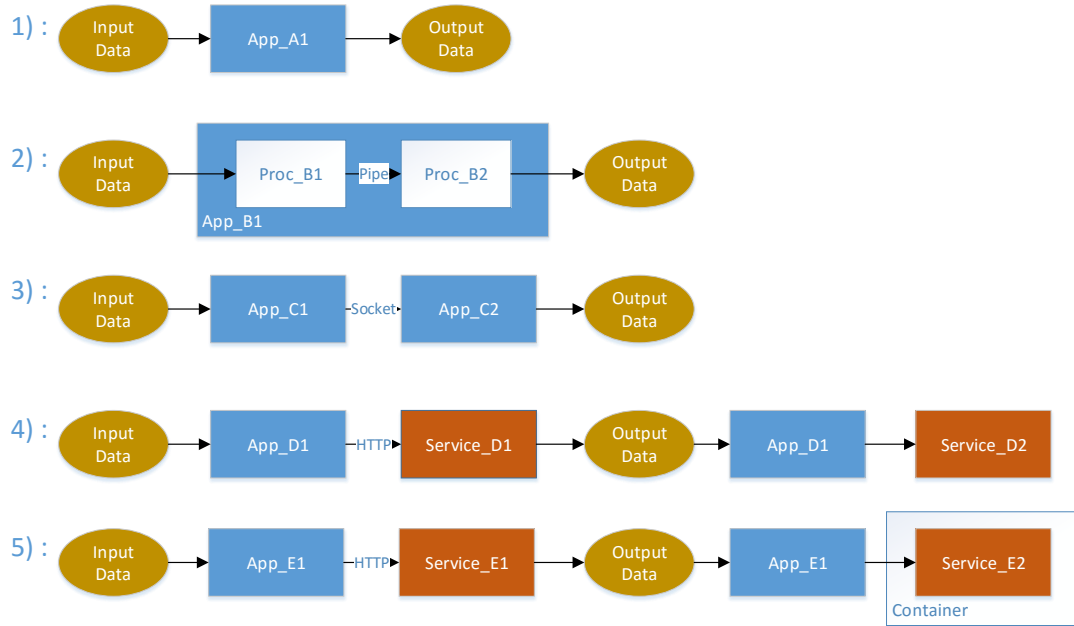 1) :
Input
Data
App_A1
Output
Data
2) :
Input
Data
Proc_B1
Pipe
Proc_B2
App_B1
Output
Data
3) :
Input
Data
App_C1
Socket
App_C2
Output
Data
4) :
Input
Data
App_D1
HTTP
Service_D1
Output
Data
App_D1
Service_D2
5) :
Input
Data
App_E1
HTTP
Service_E1
Output
Data
App_E1
Service_E2
Container